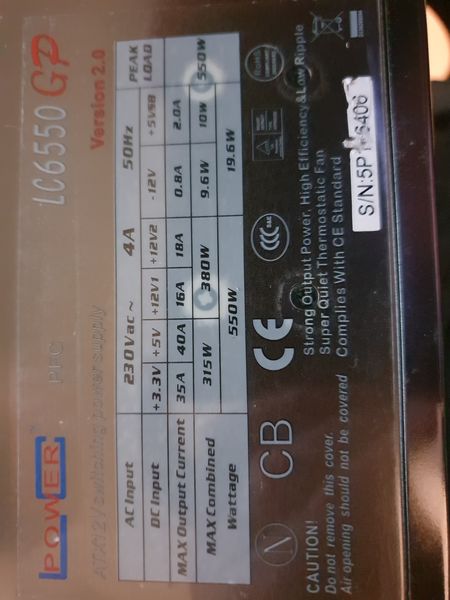 POWER™ PFC LC6550 GP
ATX12V switching power supply Version 2.0
AC Input 230Vac ~ 4A 50Hz PEAK LOAD
DC Input +3.3V +5V +12V1 +12V2 -12V +5VSB
MAX Output Current 35A 40A 16A 18A 0.8A 2.0A 550W
MAX Combined 315W 380W 9.6W 10W
Wattage 550W 19.6W
N CB CE CCC RoHS
Strong Output Power, High Efficiency&Low Ripple
Super Quiet Thermostatic Fan
Complies With CE Standard
CAUTION!
Do not remove this cover.
Air opening should not be covered